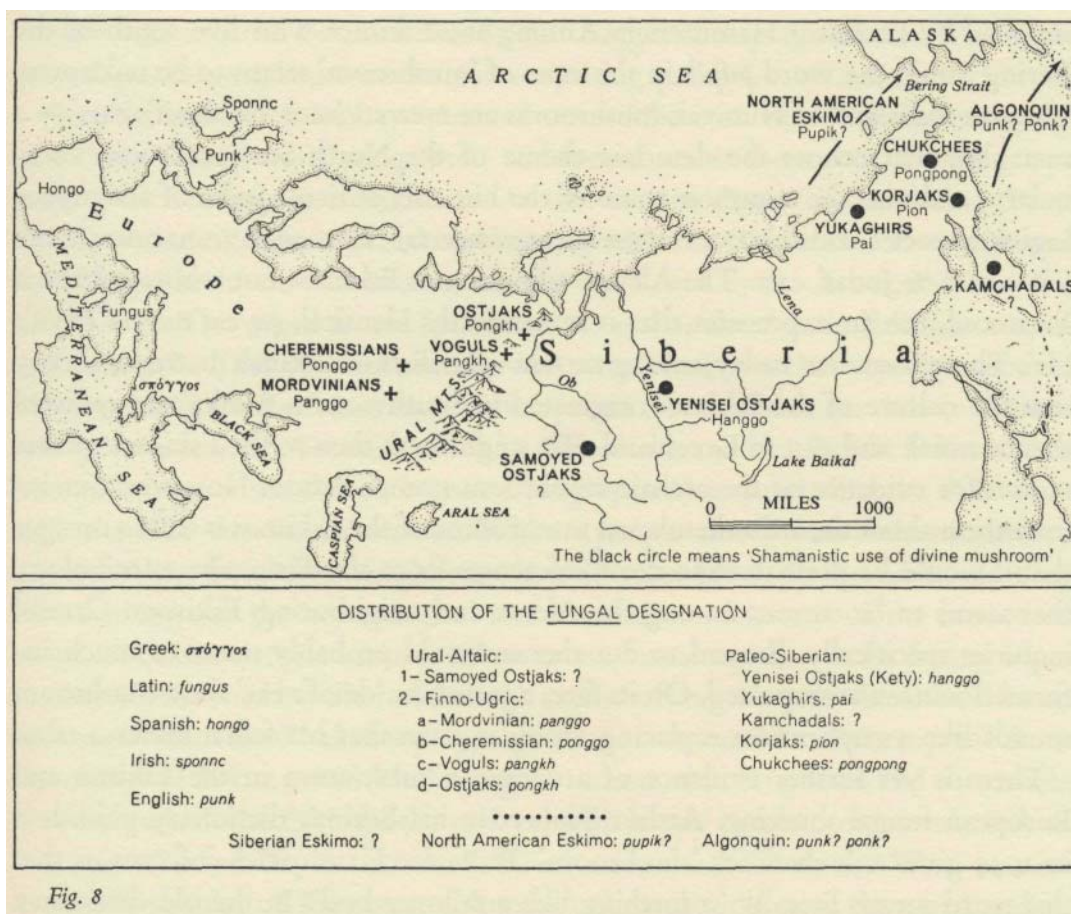 ALASKA
ARCTIC SEA
Bering Strait
Sponnc
NORTH AMERICAN
ESKIMO
Pupik?
ALGONQUIN
Punk? Ponk?
Punk
CHUKCHEES
Pongpong
Hongo
KORJAKS
Pion
YUKAGHIRS
Pai
Europe
MEDITERRANEAN SEA
KAMCHADALS
?
Lena
Fungus
OSTJAKS
Pongkh
VOGULS
Pangkh
Siberia
CHEREMISSIANS
Ponggo
MORDVINIANS
Panggo
σπόγγος
BLACK SEA
URAL MTS.
Ob
Yenisei
YENISEI OSTJAKS
Hanggo
SAMOYED
OSTJAKS
?
Lake Baikal
CASPIAN SEA
ARAL SEA
MILES
0 1000
The black circle means 'Shamanistic use of divine mushroom'
DISTRIBUTION OF THE FUNGAL DESIGNATION
Greek: σπόγγος
Latin: fungus
Spanish: hongo
Irish: sponnc
English: punk
Ural-Altaic:
1– Samoyed Ostjaks: ?
2–Finno-Ugric:
a–Mordvinian: panggo
b–Cheremissian: ponggo
c–Voguls: pangkh
d–Ostjaks: pongkh
Paleo-Siberian:
Yenisei Ostjaks (Kety): hanggo
Yukaghirs. pai
Kamchadals: ?
Korjaks: pion
Chukchees: pongpong
Siberian Eskimo: ? North American Eskimo: pupik? Algonquin: punk? ponk?
Fig. 8